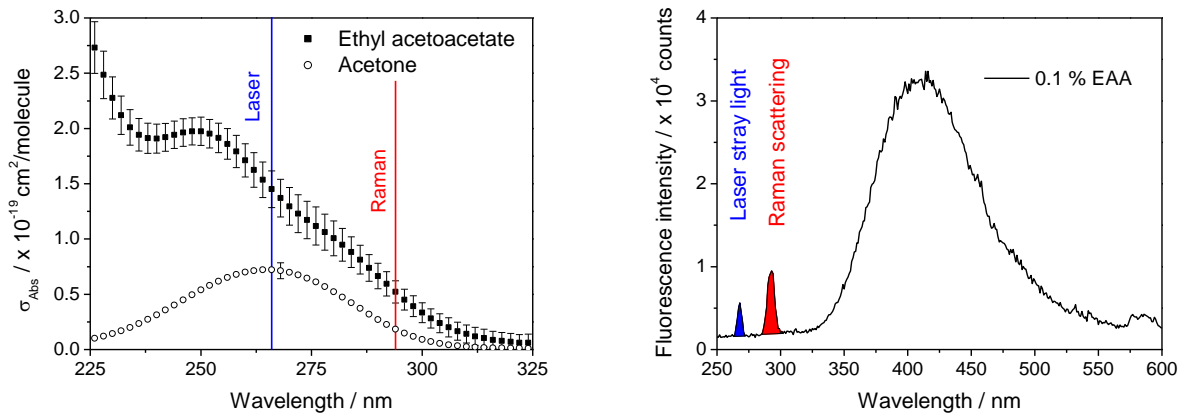 3.0
2.5
2.0
1.5
1.0
0.5
0.0
225 250 275 300 325
Wavelength / nm
σAbs / x 10-19 cm2/molecule
Ethyl acetoacetate
Acetone
Laser
Raman
4
3
2
1
0
250 300 350 400 450 500 550 600
Wavelength / nm
Fluorescence intensity / x 104 counts
Laser stray light
Raman scattering
0.1 % EAA